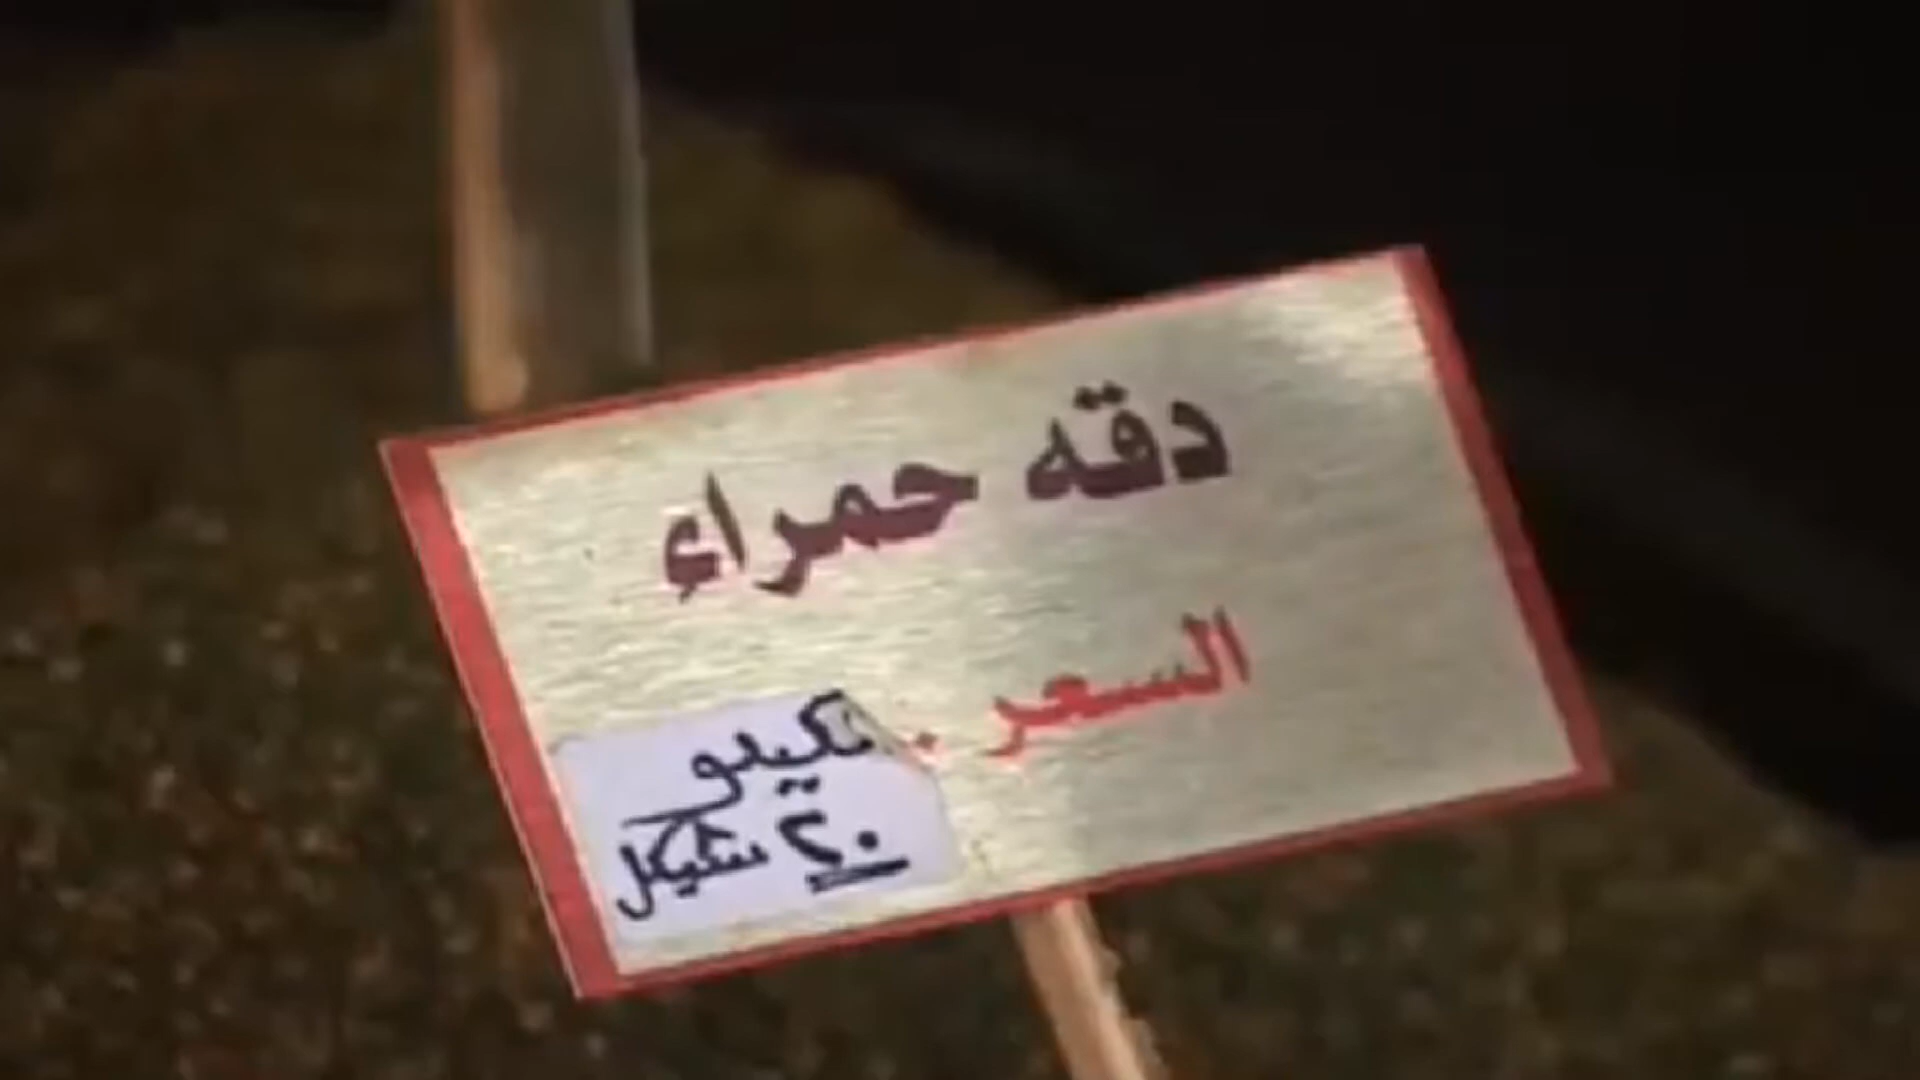 دقه حمراء
السعر .
كيلو
٢٠ شيكل